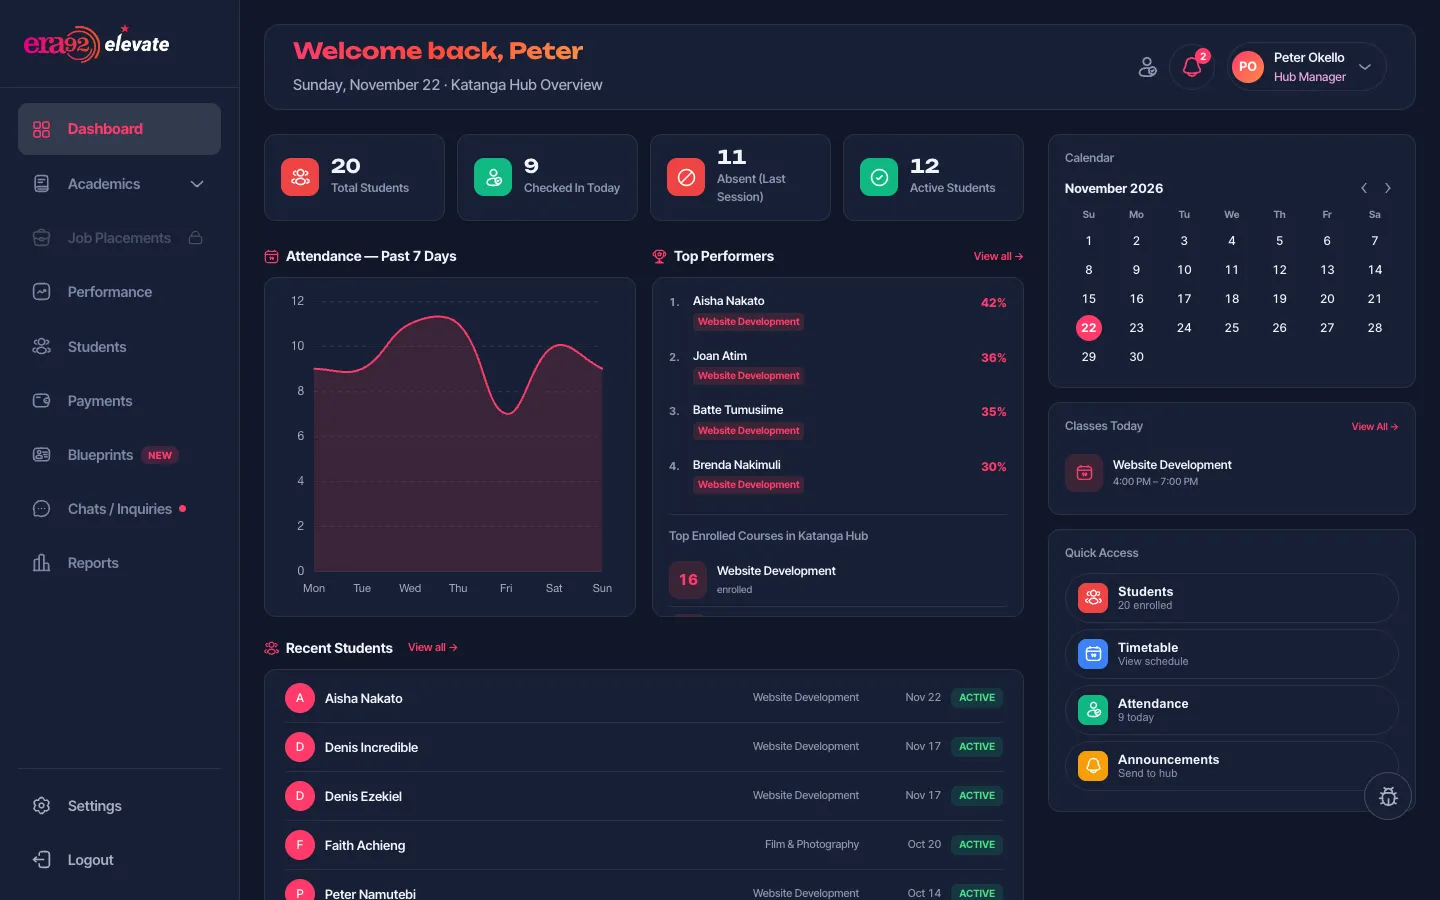 era92 elevate
Dashboard
Academics
Job Placements
Performance
Students
Payments
Blueprints NEW
Chats / Inquiries
Reports
Settings
Logout
Welcome back, Peter
Sunday, November 22 · Katanga Hub Overview
2
PO
Peter Okello
Hub Manager
20
Total Students
9
Checked In Today
11
Absent (Last
Session)
12
Active Students
Attendance — Past 7 Days
12
10
8
6
4
2
0
Mon Tue Wed Thu Fri Sat Sun
Top Performers View all →
1. Aisha Nakato 42%
Website Development
2. Joan Atim 36%
Website Development
3. Batte Tumusiime 35%
Website Development
4. Brenda Nakimuli 30%
Website Development
Top Enrolled Courses in Katanga Hub
16 Website Development
enrolled
Recent Students View all →
A Aisha Nakato Website Development Nov 22 ACTIVE
D Denis Incredible Website Development Nov 17 ACTIVE
D Denis Ezekiel Website Development Nov 17 ACTIVE
F Faith Achieng Film & Photography Oct 20 ACTIVE
P Peter Namutebi Website Development Oct 14 ACTIVE
Calendar
November 2026
Su Mo Tu We Th Fr Sa
1 2 3 4 5 6 7
8 9 10 11 12 13 14
15 16 17 18 19 20 21
22 23 24 25 26 27 28
29 30
Classes Today View All →
Website Development
4:00 PM – 7:00 PM
Quick Access
Students
20 enrolled
Timetable
View schedule
Attendance
9 today
Announcements
Send to hub